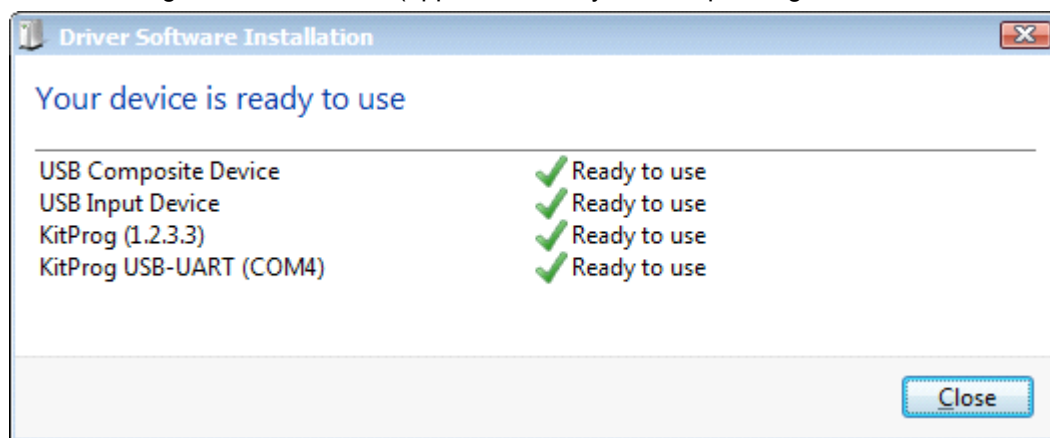 Driver Software Installation
Your device is ready to use
USB Composite Device Ready to use
USB Input Device Ready to use
KitProg (1.2.3.3) Ready to use
KitProg USB-UART (COM4) Ready to use
Close